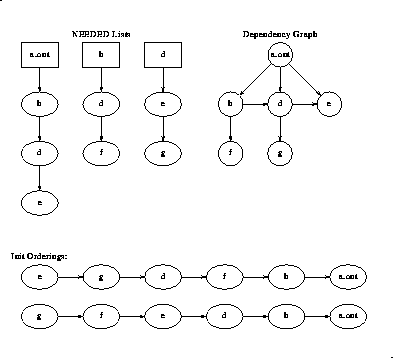 NEEDED Lists
Dependency Graph
a.out b d a.out
b d e b d e
d f g f g
e
Init Orderings:
e g d f b a.out
g f e d b a.out